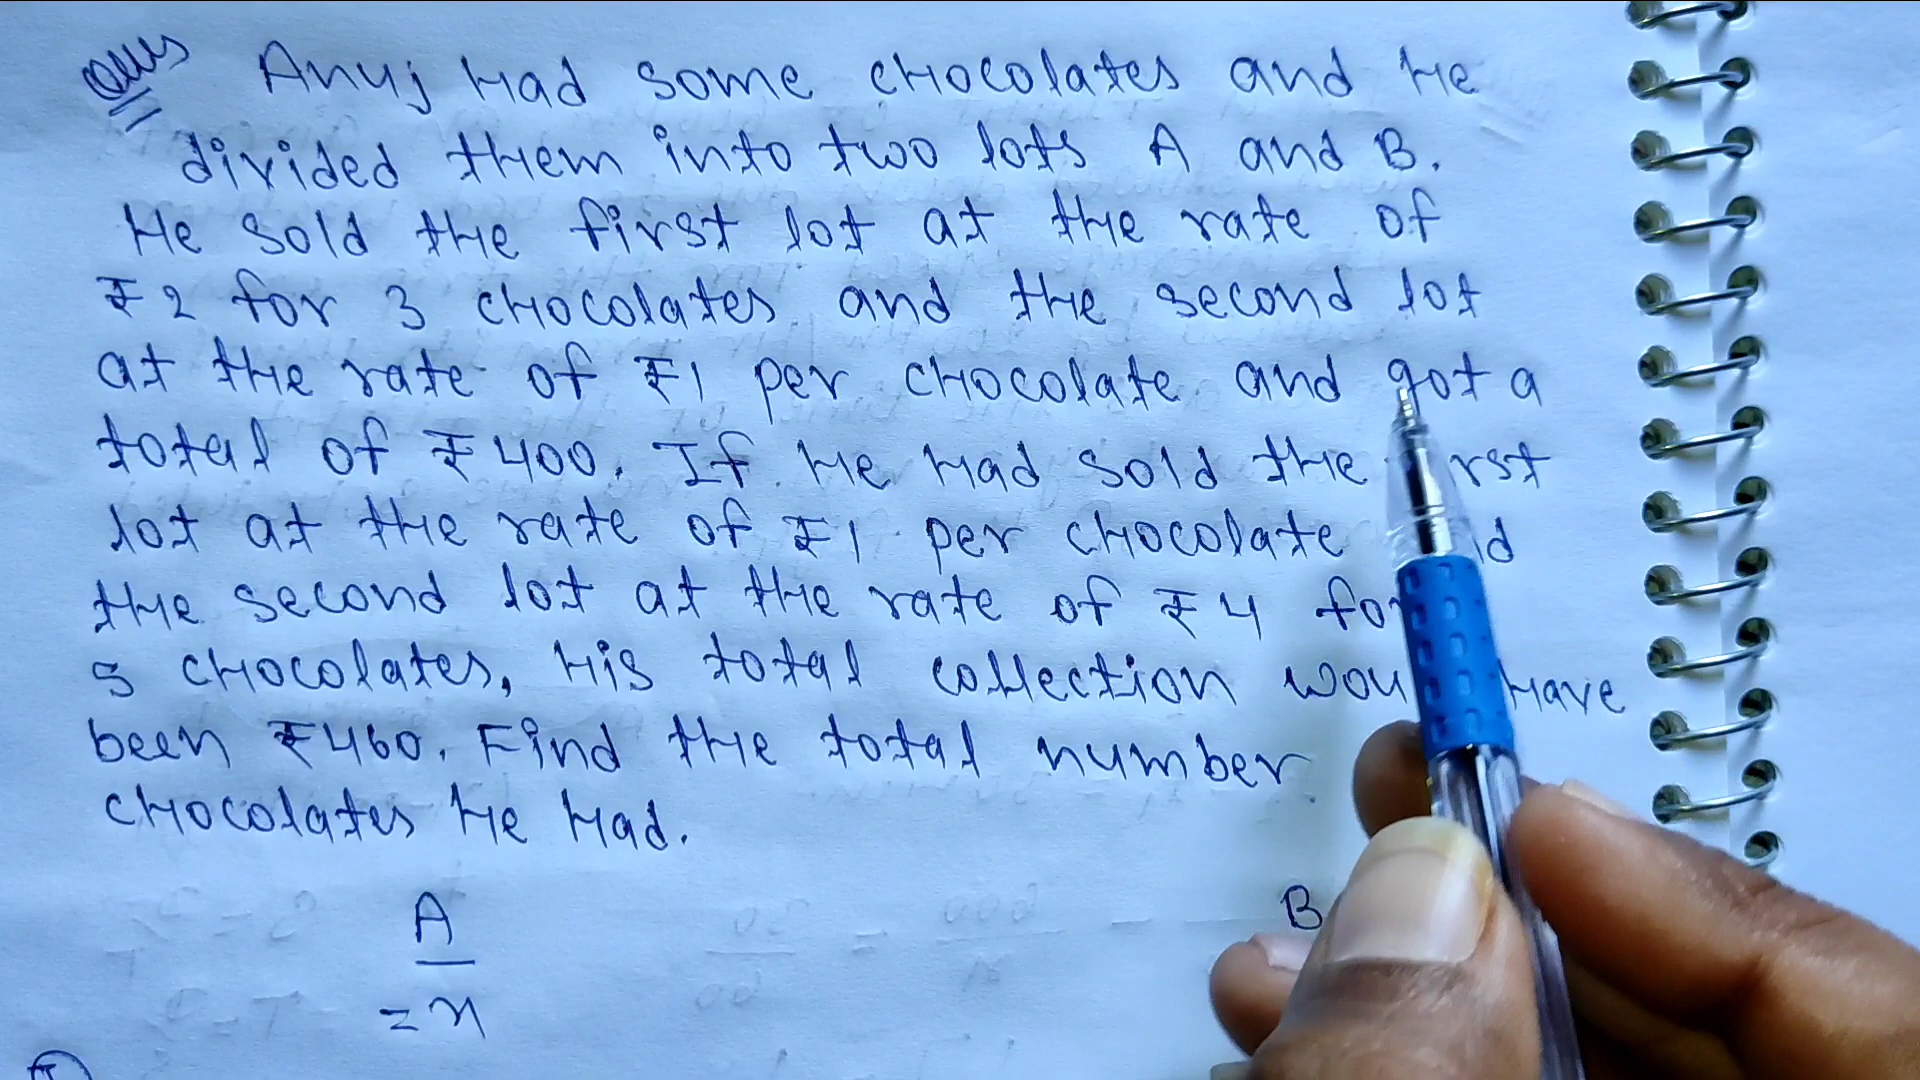 Ques Anuj Had some chocolates and He
divided them into two lots A and B.
He sold the first lot at the rate of
₹2 for 3 chocolates and the second lot
at the rate of ₹1 per chocolate and got a
total of ₹400. If He Had sold the
lot at the rate of ₹1 per chocolate
the second lot at the rate of ₹4 for
5 chocolates, His total collection Have
been ₹460. Find the total number
chocolates He Had.
A B
= x